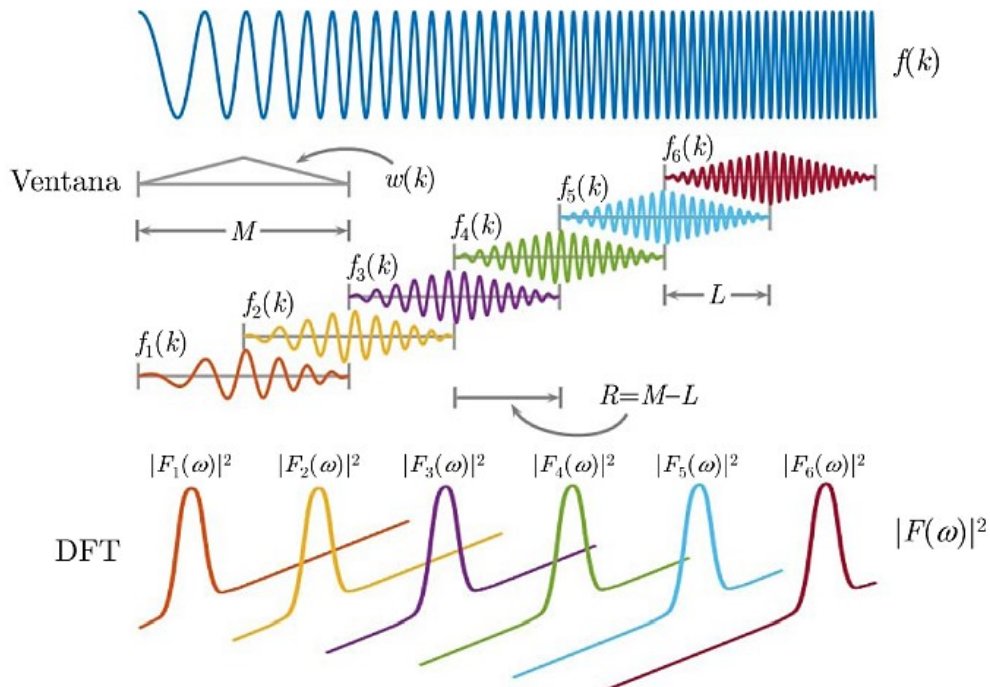 f(k)
f₆(k)
Ventana
w(k)
f₅(k)
M
f₄(k)
f₃(k)
L
f₂(k)
f₁(k)
R=M−L
|F₁(ω)|² |F₂(ω)|² |F₃(ω)|² |F₄(ω)|² |F₅(ω)|² |F₆(ω)|²
DFT
|F(ω)|²